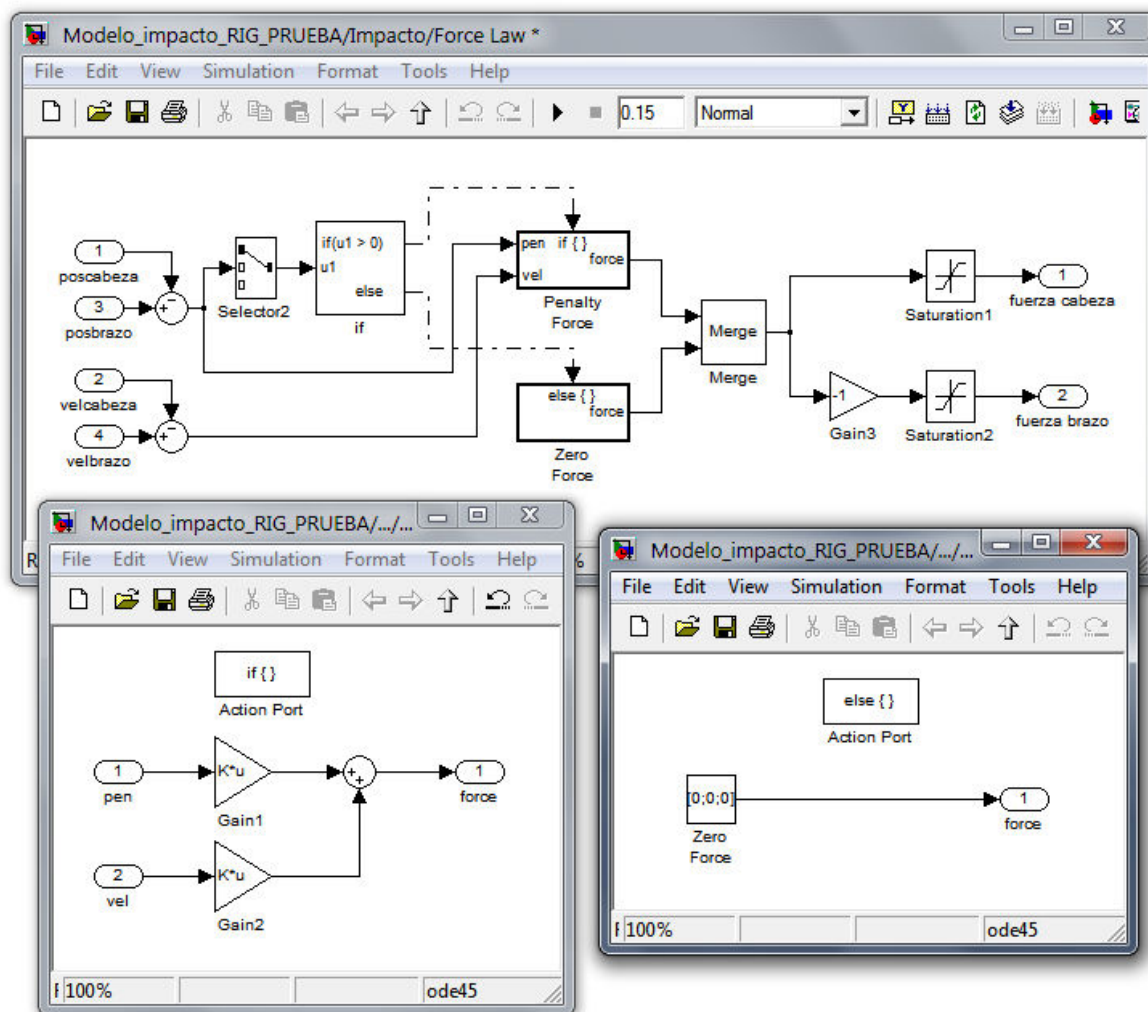 Modelo_impacto_RIG_PRUEBA/Impacto/Force Law *
File Edit View Simulation Format Tools Help
0.15 Normal
1
poscabeza
3
posbrazo
2
velcabeza
4
velbrazo
+ -
+ -
Selector2
if(u1 > 0)
u1
else
if
pen if { }
force
vel
Penalty
Force
else { }
force
Zero
Force
Merge
Merge
Saturation1
1
fuerza cabeza
-1
Gain3
Saturation2
2
fuerza brazo
R
%
Modelo_impacto_RIG_PRUEBA/.../...
File Edit View Simulation Format Tools Help
if { }
Action Port
1
pen
K*u
Gain1
+
+
1
force
2
vel
K*u
Gain2
100%
ode45
Modelo_impacto_RIG_PRUEBA/.../...
File Edit View Simulation Format Tools Help
else { }
Action Port
[0;0;0]
Zero
Force
1
force
100%
ode45